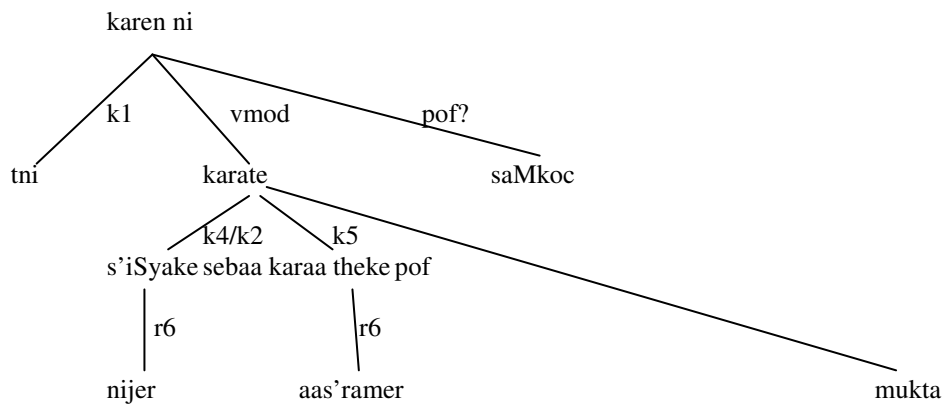 karen ni
k1 vmod pof?
tni karate saMkoc
k4/k2 k5
s’iSyake sebaa karaa theke pof
r6 r6
nijer aas’ramer mukta